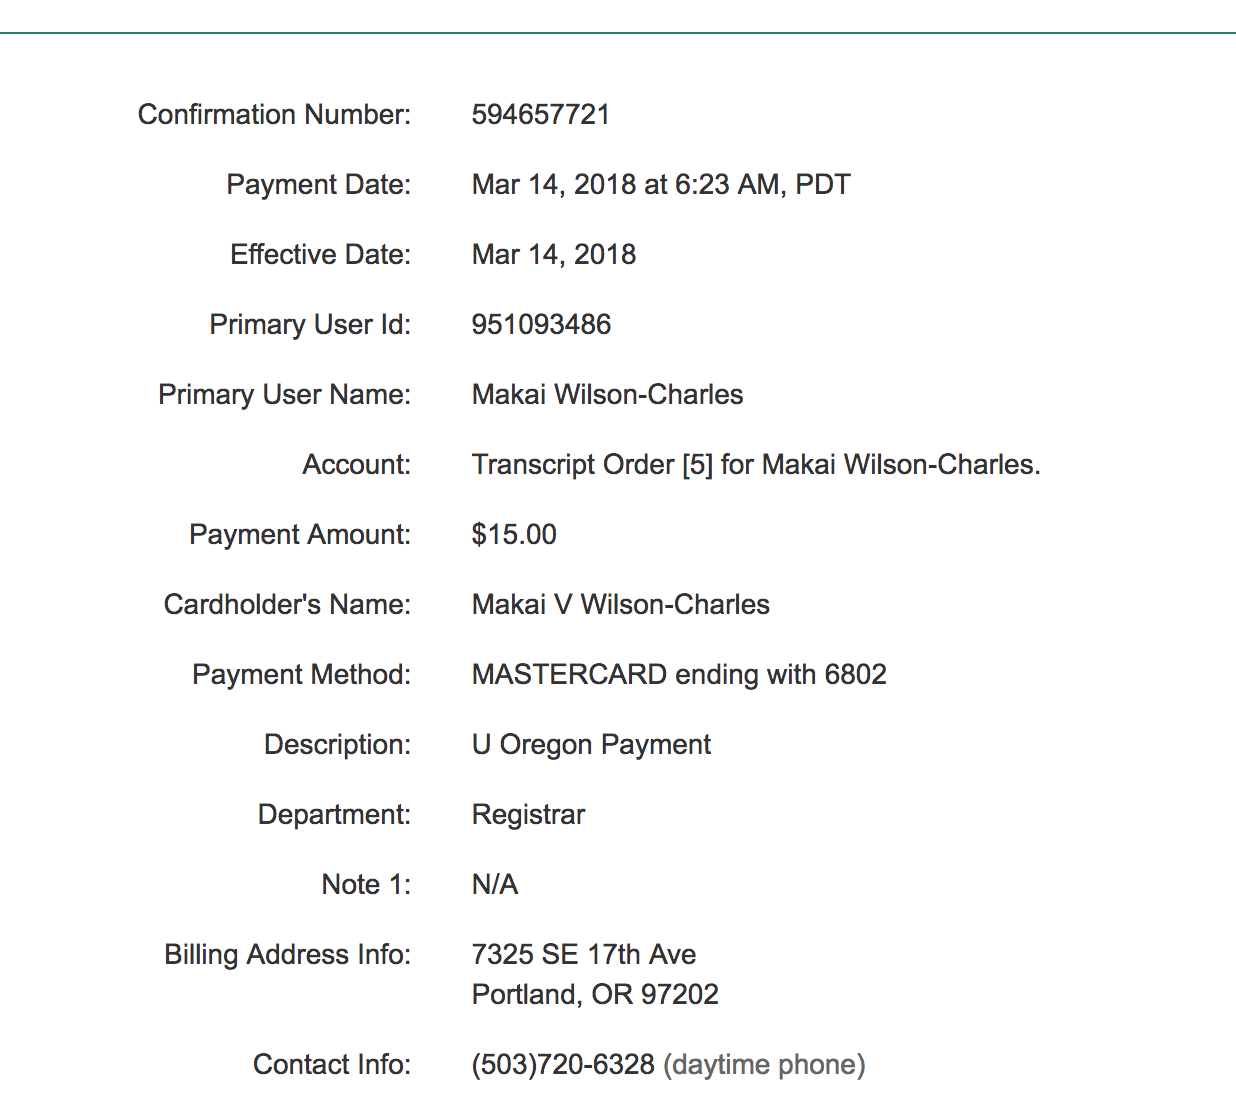 Confirmation Number: 594657721
Payment Date: Mar 14, 2018 at 6:23 AM, PDT
Effective Date: Mar 14, 2018
Primary User Id: 951093486
Primary User Name: Makai Wilson-Charles
Account: Transcript Order [5] for Makai Wilson-Charles.
Payment Amount: $15.00
Cardholder's Name: Makai V Wilson-Charles
Payment Method: MASTERCARD ending with 6802
Description: U Oregon Payment
Department: Registrar
Note 1: N/A
Billing Address Info: 7325 SE 17th Ave
Portland, OR 97202
Contact Info: (503)720-6328 (daytime phone)